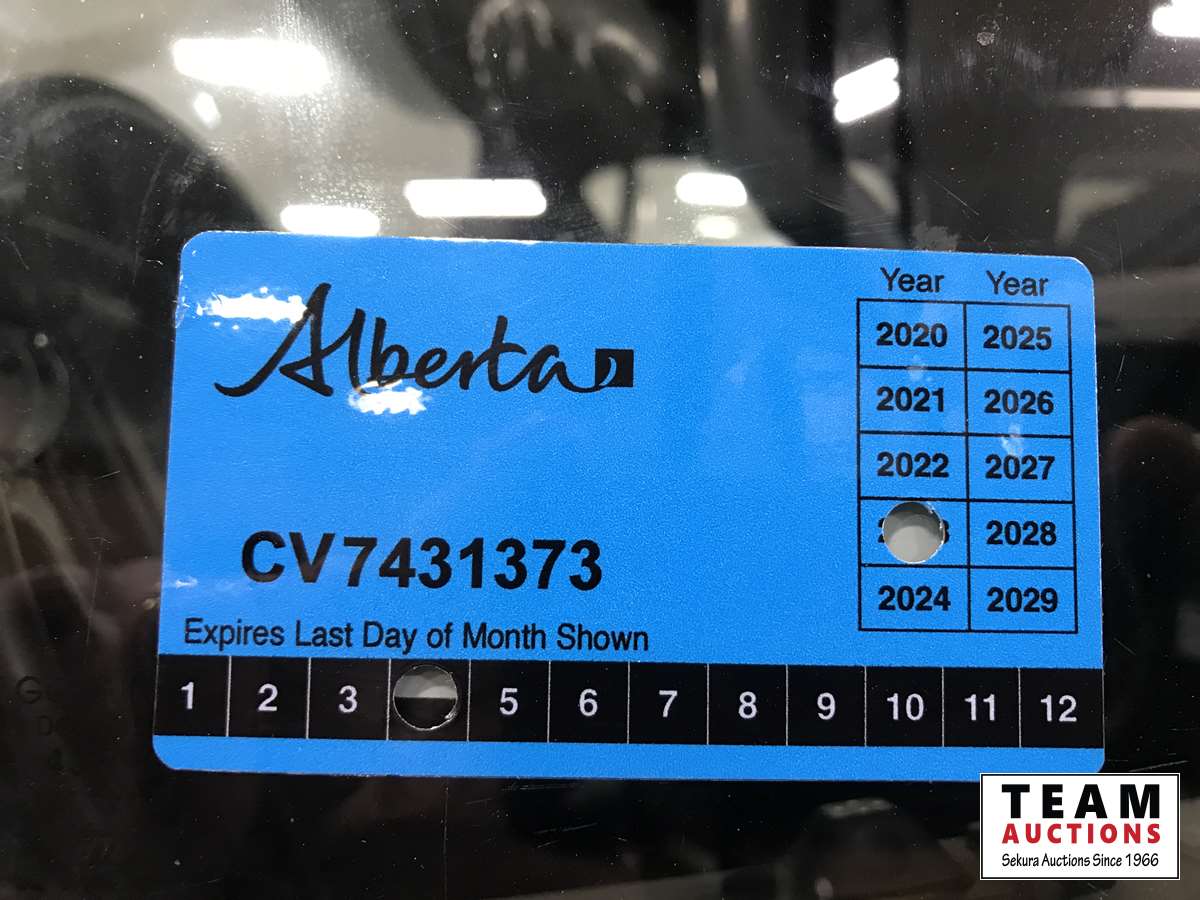 Alberta
Year Year
2020 2025
2021 2026
2022 2027
2028
2024 2029
CV7431373
Expires Last Day of Month Shown
1 2 3 5 6 7 8 9 10 11 12
TEAM
AUCTIONS
Sekura Auctions Since 1966